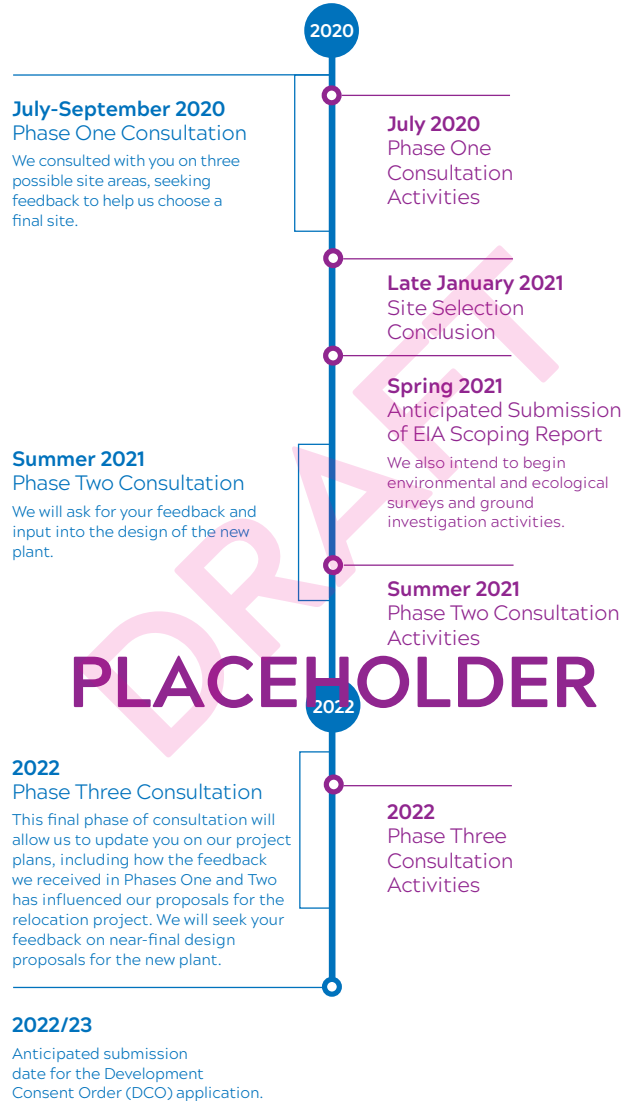 2020
July-September 2020
Phase One Consultation
We consulted with you on three
possible site areas, seeking
feedback to help us choose a
final site.
July 2020
Phase One
Consultation
Activities
Late January 2021
Site Selection
Conclusion
Spring 2021
Anticipated Submission
of EIA Scoping Report
We also intend to begin
environmental and ecological
surveys and ground
investigation activities.
Summer 2021
Phase Two Consultation
We will ask for your feedback and
input into the design of the new
plant.
Summer 2021
Phase Two Consultation
Activities
DRAFT
PLACEHOLDER
2022
2022
Phase Three Consultation
This final phase of consultation will
allow us to update you on our project
plans, including how the feedback
we received in Phases One and Two
has influenced our proposals for the
relocation project. We will seek your
feedback on near-final design
proposals for the new plant.
2022
Phase Three
Consultation
Activities
2022/23
Anticipated submission
date for the Development
Consent Order (DCO) application.